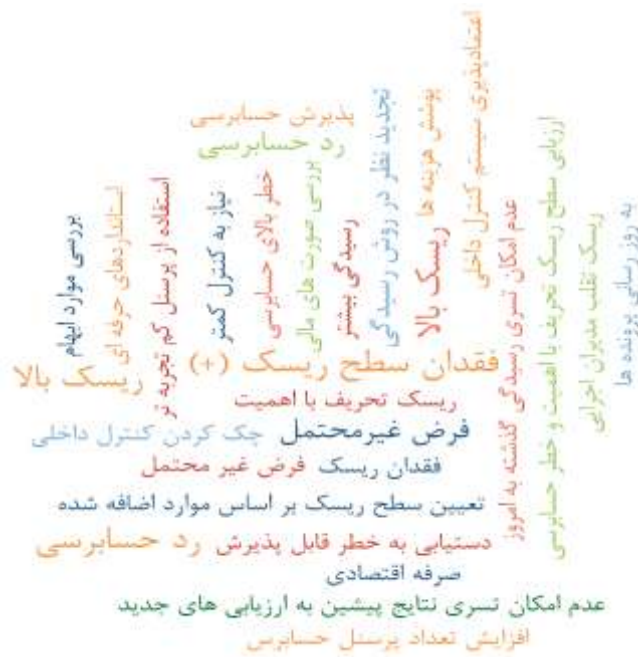 پذیرش حسابرسی
رد حسابرسی
به روز رسانی پرونده ها
ریسک تقلب مدیران اجرایی
ارزیابی سطح ریسک تحریف با اهمیت و خطر حسابرسی
عدم امکان تسری رسیدگی گذشته به امروز
اعتمادپذیری سیستم کنترل داخلی
پوشش هزینه ها
ریسک بالا
تجدید نظر در روش رسیدگی
رسیدگی بیشتر
بررسی صورت های مالی
خطر بالای حسابرسی
نیاز به کنترل کمتر
استفاده از پرسنل کم تجربه تر
استانداردهای حرفه ای
بررسی موارد ابهام
فقدان سطح ریسک (+)
ریسک بالا
ریسک تحریف با اهمیت
فرض غیرمحتمل چک کردن کنترل داخلی
فقدان ریسک فرض غیر محتمل
تعیین سطح ریسک بر اساس موارد اضافه شده
دستیابی به خطر قابل پذیرش رد حسابرسی
صرفه اقتصادی
عدم امکان تسری نتایج پیشین به ارزیابی های جدید
افزایش تعداد پرسنل حسابرس